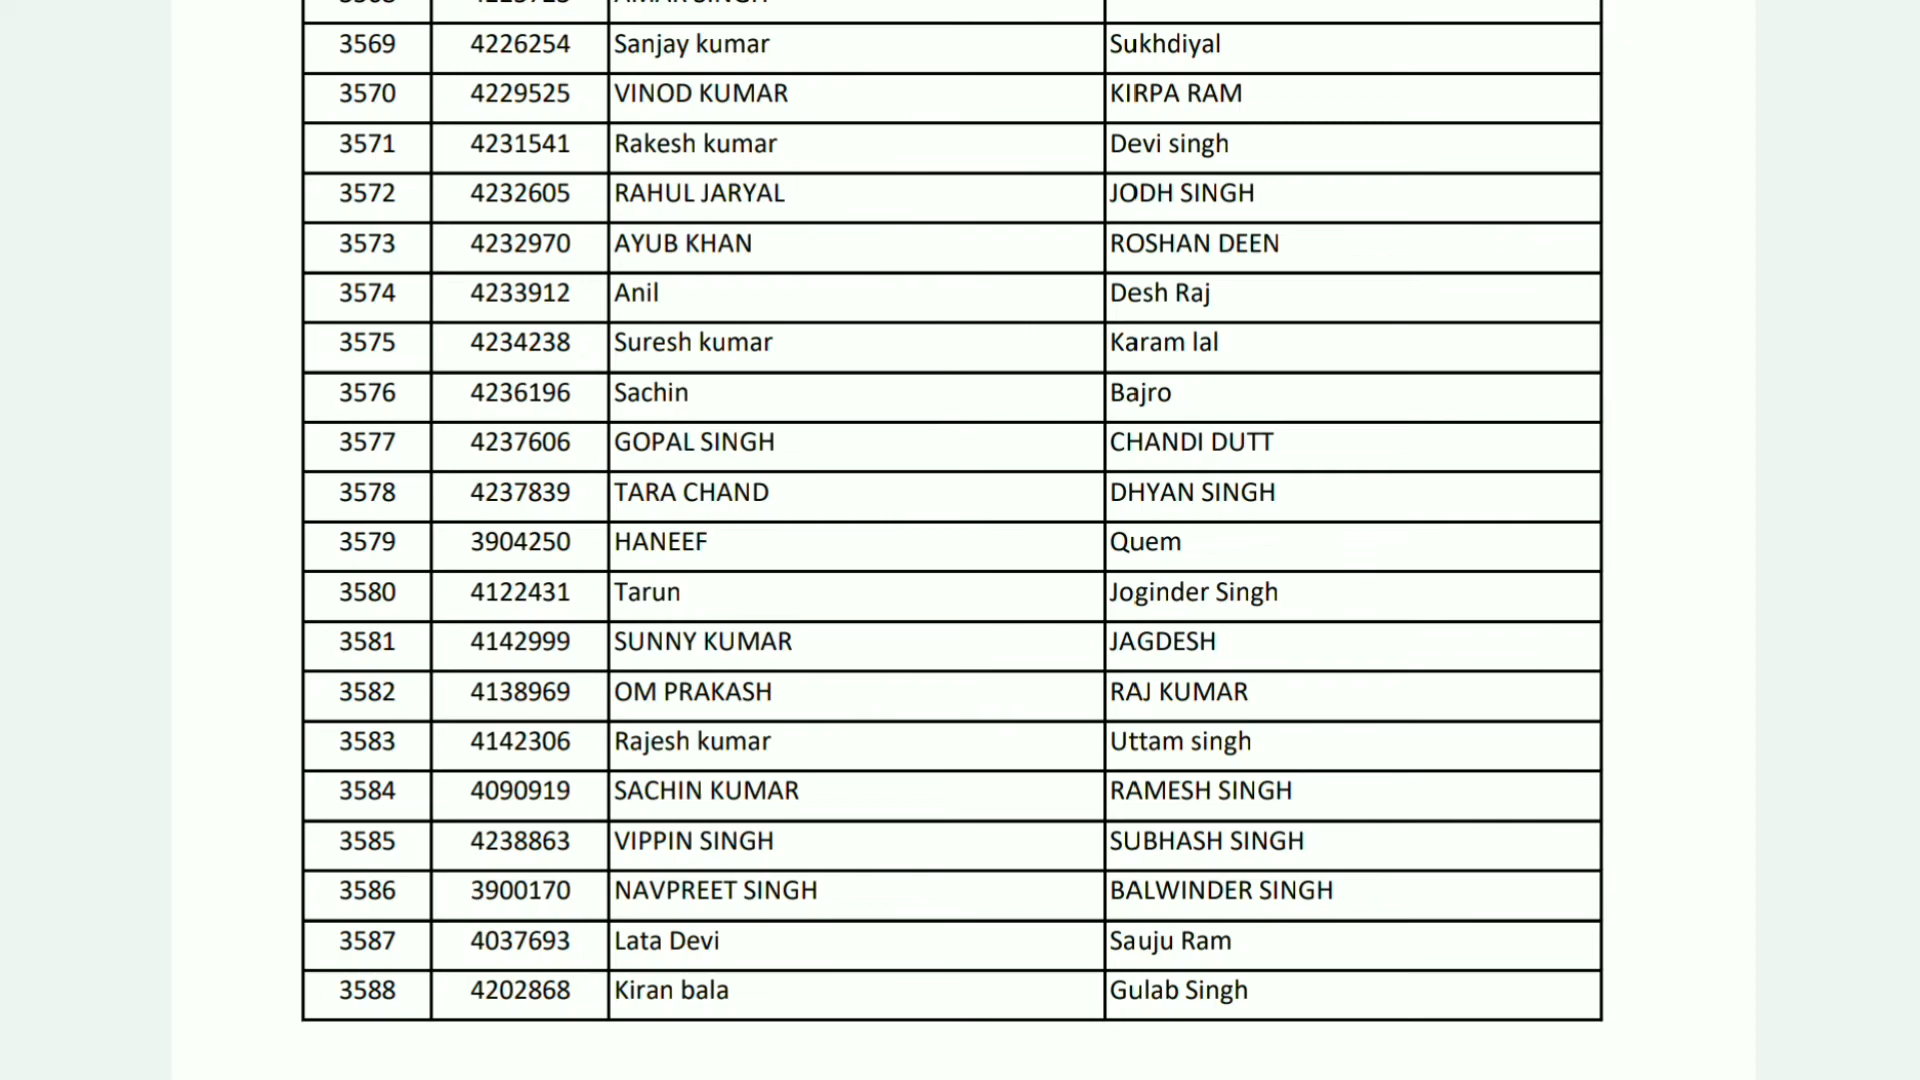 3569 4226254 Sanjay kumar Sukhdiyal
3570 4229525 VINOD KUMAR KIRPA RAM
3571 4231541 Rakesh kumar Devi singh
3572 4232605 RAHUL JARYAL JODH SINGH
3573 4232970 AYUB KHAN ROSHAN DEEN
3574 4233912 Anil Desh Raj
3575 4234238 Suresh kumar Karam lal
3576 4236196 Sachin Bajro
3577 4237606 GOPAL SINGH CHANDI DUTT
3578 4237839 TARA CHAND DHYAN SINGH
3579 3904250 HANEEF Quem
3580 4122431 Tarun Joginder Singh
3581 4142999 SUNNY KUMAR JAGDESH
3582 4138969 OM PRAKASH RAJ KUMAR
3583 4142306 Rajesh kumar Uttam singh
3584 4090919 SACHIN KUMAR RAMESH SINGH
3585 4238863 VIPPIN SINGH SUBHASH SINGH
3586 3900170 NAVPREET SINGH BALWINDER SINGH
3587 4037693 Lata Devi Sauju Ram
3588 4202868 Kiran bala Gulab Singh